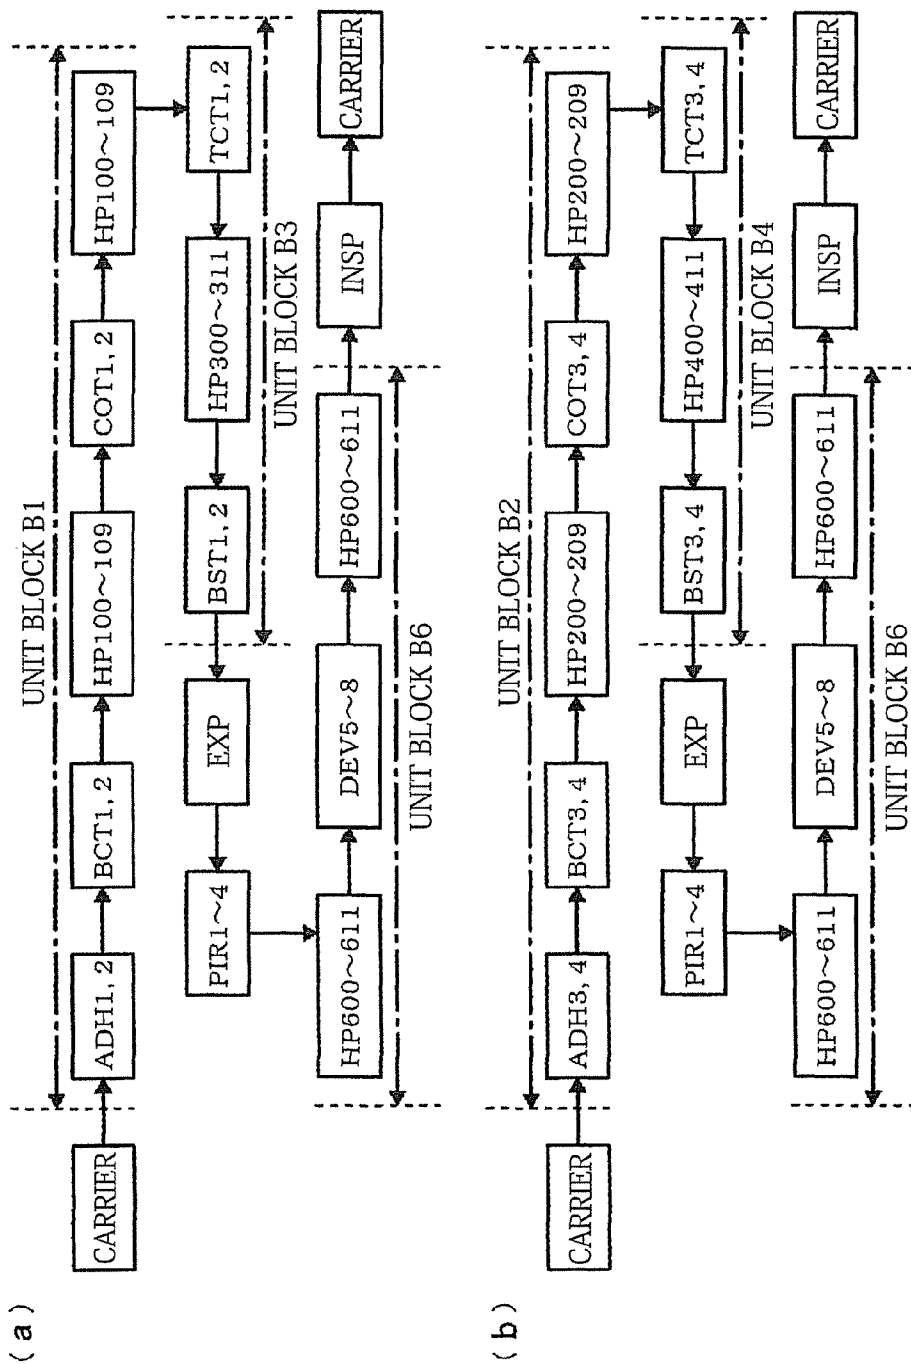 (a)
UNIT BLOCK B1
CARRIER
ADH1, 2
BCT1, 2
HP100~109
COT1, 2
HP100~109
TCT1, 2
HP300~311
BST1, 2
UNIT BLOCK B3
EXP
PIR1~4
HP600~611
DEV5~8
HP600~611
UNIT BLOCK B6
INSP
CARRIER
(b)
UNIT BLOCK B2
CARRIER
ADH3, 4
BCT3, 4
HP200~209
COT3, 4
HP200~209
TCT3, 4
HP400~411
BST3, 4
UNIT BLOCK B4
EXP
PIR1~4
HP600~611
DEV5~8
HP600~611
UNIT BLOCK B6
INSP
CARRIER